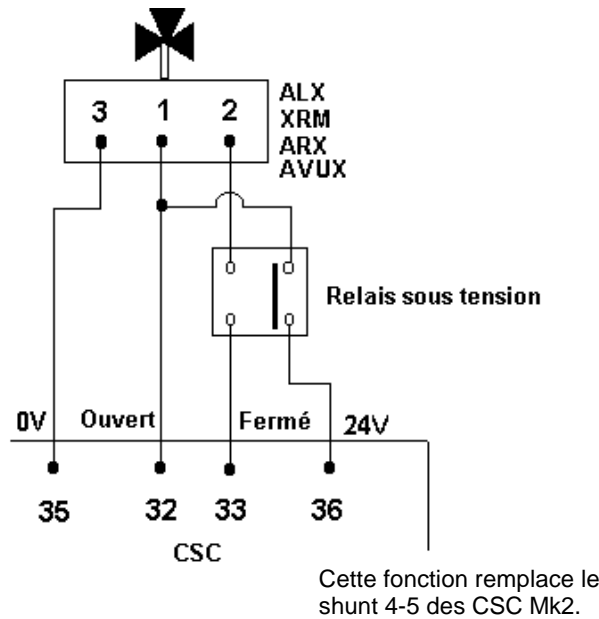 3 1 2
ALX
XRM
ARX
AVUX
Relais sous tension
0V Ouvert Fermé 24V
35 32 33 36
CSC
Cette fonction remplace le
shunt 4-5 des CSC Mk2.